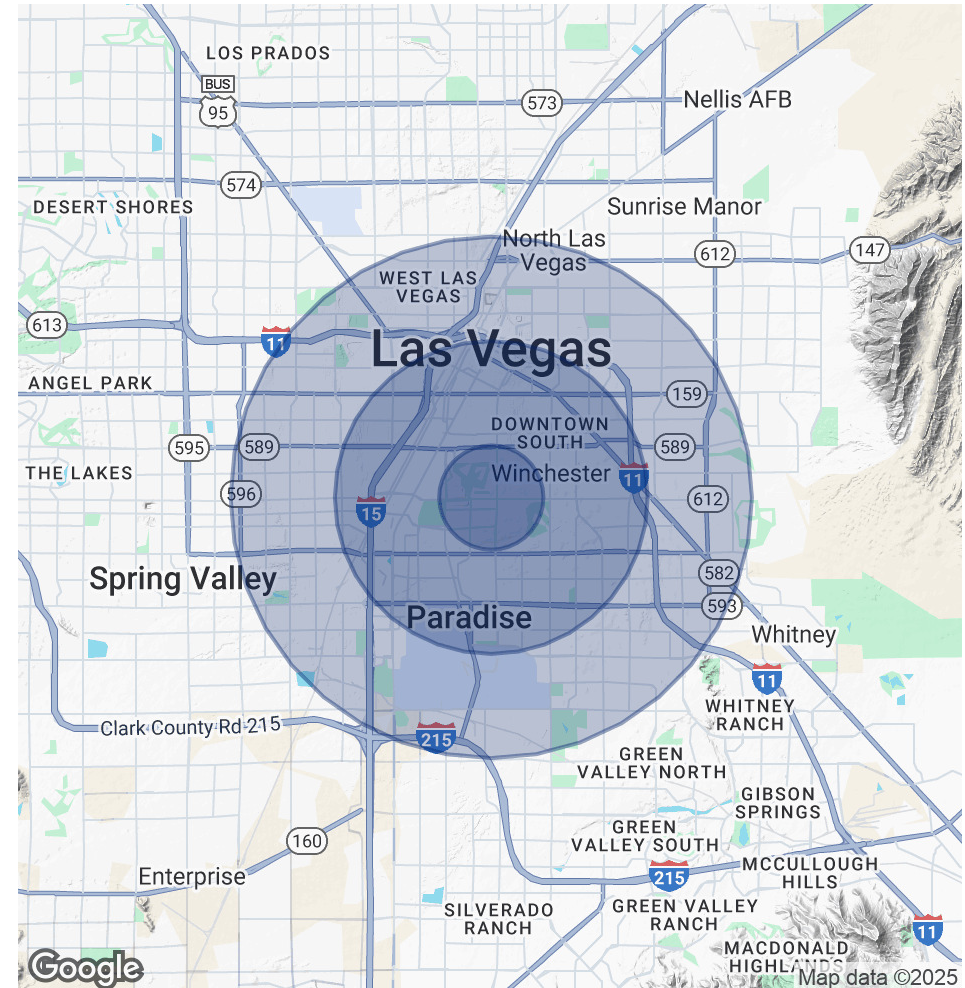 LOS PRADOS
BUS
95
573
Nellis AFB
574
DESERT SHORES
Sunrise Manor
North Las
Vegas
612
147
WEST LAS
VEGAS
613
11
Las Vegas
ANGEL PARK
159
DOWNTOWN
SOUTH
595
589
589
THE LAKES
Winchester
11
596
612
15
Spring Valley
582
593
Paradise
Whitney
11
WHITNEY
RANCH
Clark County Rd 215
215
GREEN
VALLEY NORTH
GIBSON
SPRINGS
160
GREEN
VALLEY SOUTH
Enterprise
215
MCCULLOUGH
HILLS
SILVERADO
RANCH
GREEN VALLEY
RANCH
11
MACDONALD
HIGHLANDS
Google
Map data ©2025